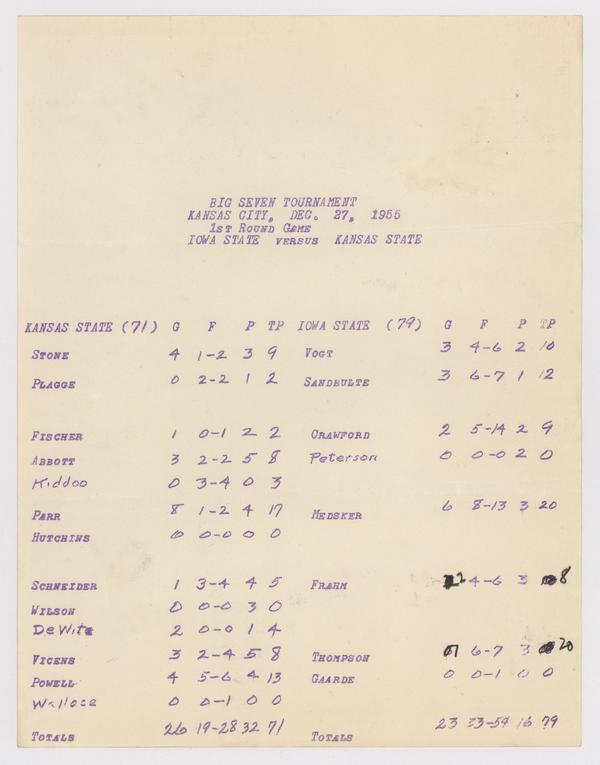 BIG SEVEN TOURNAMENT
KANSAS CITY, DEC. 27, 1955
1ST ROUND GAME
IOWA STATE VERSUS KANSAS STATE
KANSAS STATE (71) G F P TP IOWA STATE (79) G F P TP
STONE 4 1-2 3 9 VOGT 3 4-6 2 10
PLAGGE 0 2-2 1 2 SANDBULTE 3 6-7 1 12
FISCHER 1 0-1 2 2 CRAWFORD 2 5-14 2 9
ABBOTT 3 2-2 5 8 Peterson 0 0-0 2 0
Kiddoo 0 3-4 0 3
PARR 8 1-2 4 17 MEDSKER 6 8-13 3 20
HUTCHINS 0 0-0 0 0
SCHNEIDER 1 3-4 4 5 FRAHM 2 4-6 3 8
WILSON 0 0-0 3 0
DeWitz 2 0-0 1 4
VICENS 3 2-4 5 8 THOMPSON 7 6-7 3 20
POWELL 4 5-6 4 13 GAARDE 0 0-1 0 0
Wallace 0 0-1 0 0
TOTALS 26 19-28 32 71 TOTALS 23 33-54 16 79